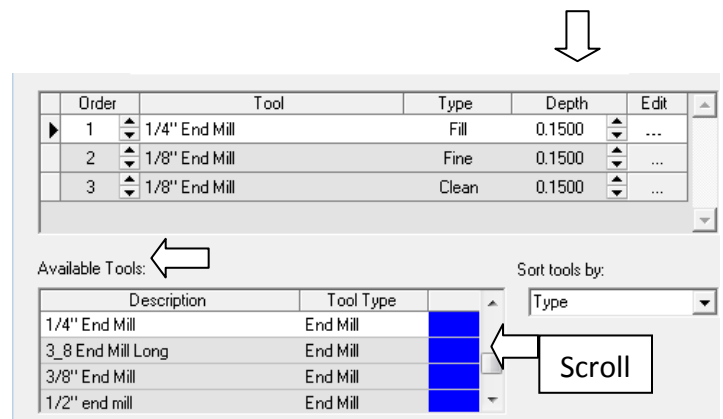 Order Tool Type Depth Edit
1 1/4" End Mill Fill 0.1500 ...
2 1/8" End Mill Fine 0.1500 ...
3 1/8" End Mill Clean 0.1500 ...
Available Tools:
Sort tools by:
Description Tool Type
Type
1/4" End Mill End Mill
3_8 End Mill Long End Mill
3/8" End Mill End Mill
1/2" end mill End Mill
Scroll